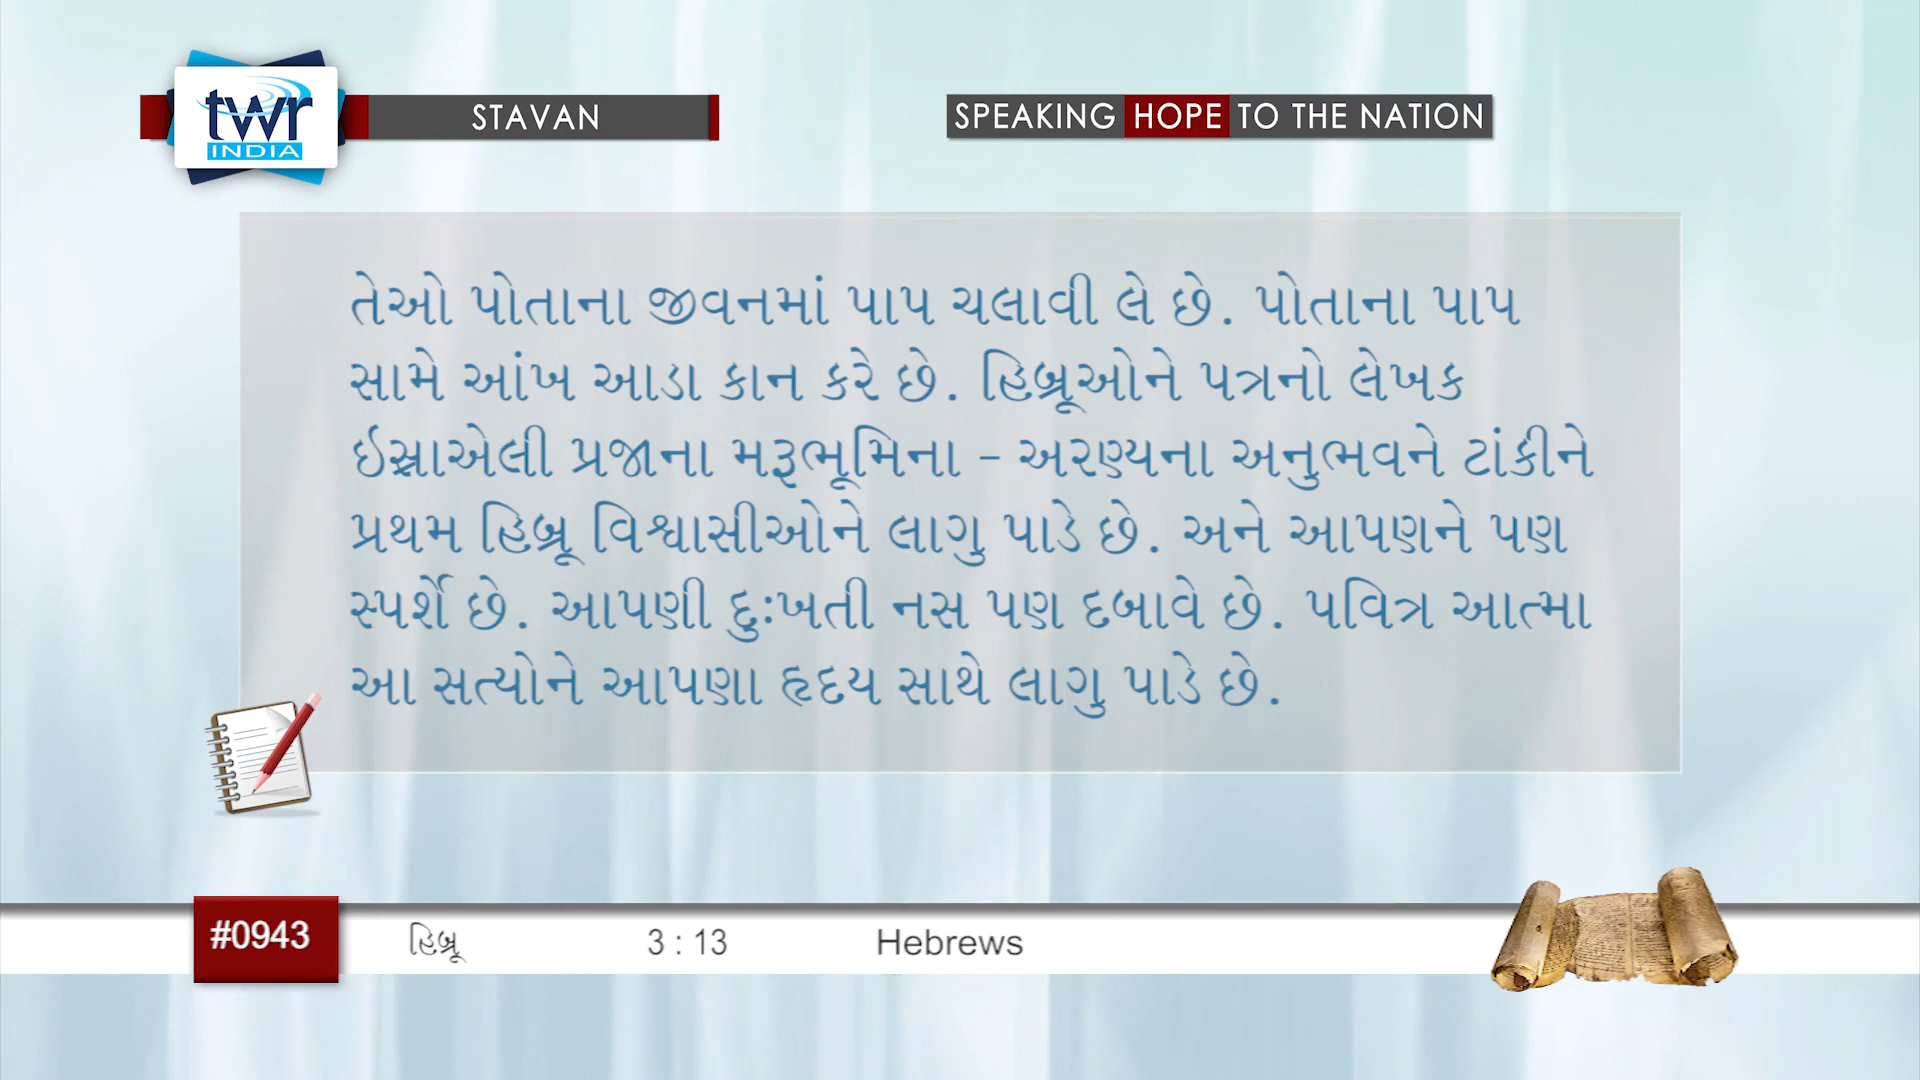 twr
INDIA
STAVAN
SPEAKING HOPE TO THE NATION
તેઓ પોતાના જીવનમાં પાપ ચલાવી લે છે. પોતાના પાપ
સામે આંખ આડા કાન કરે છે. હિબ્રૂઓને પત્રનો લેખક
ઇસ્રાએલી પ્રજાના મરૂભૂમિના - અરણ્યના અનુભવને ટાંકીને
પ્રથમ હિબ્રૂ વિશ્વાસીઓને લાગુ પાડે છે. અને આપણને પણ
સ્પર્શે છે. આપણી દુઃખતી નસ પણ દબાવે છે. પવિત્ર આત્મા
આ સત્યોને આપણા હૃદય સાથે લાગુ પાડે છે.
#0943 હિબ્રૂ 3 : 13 Hebrews